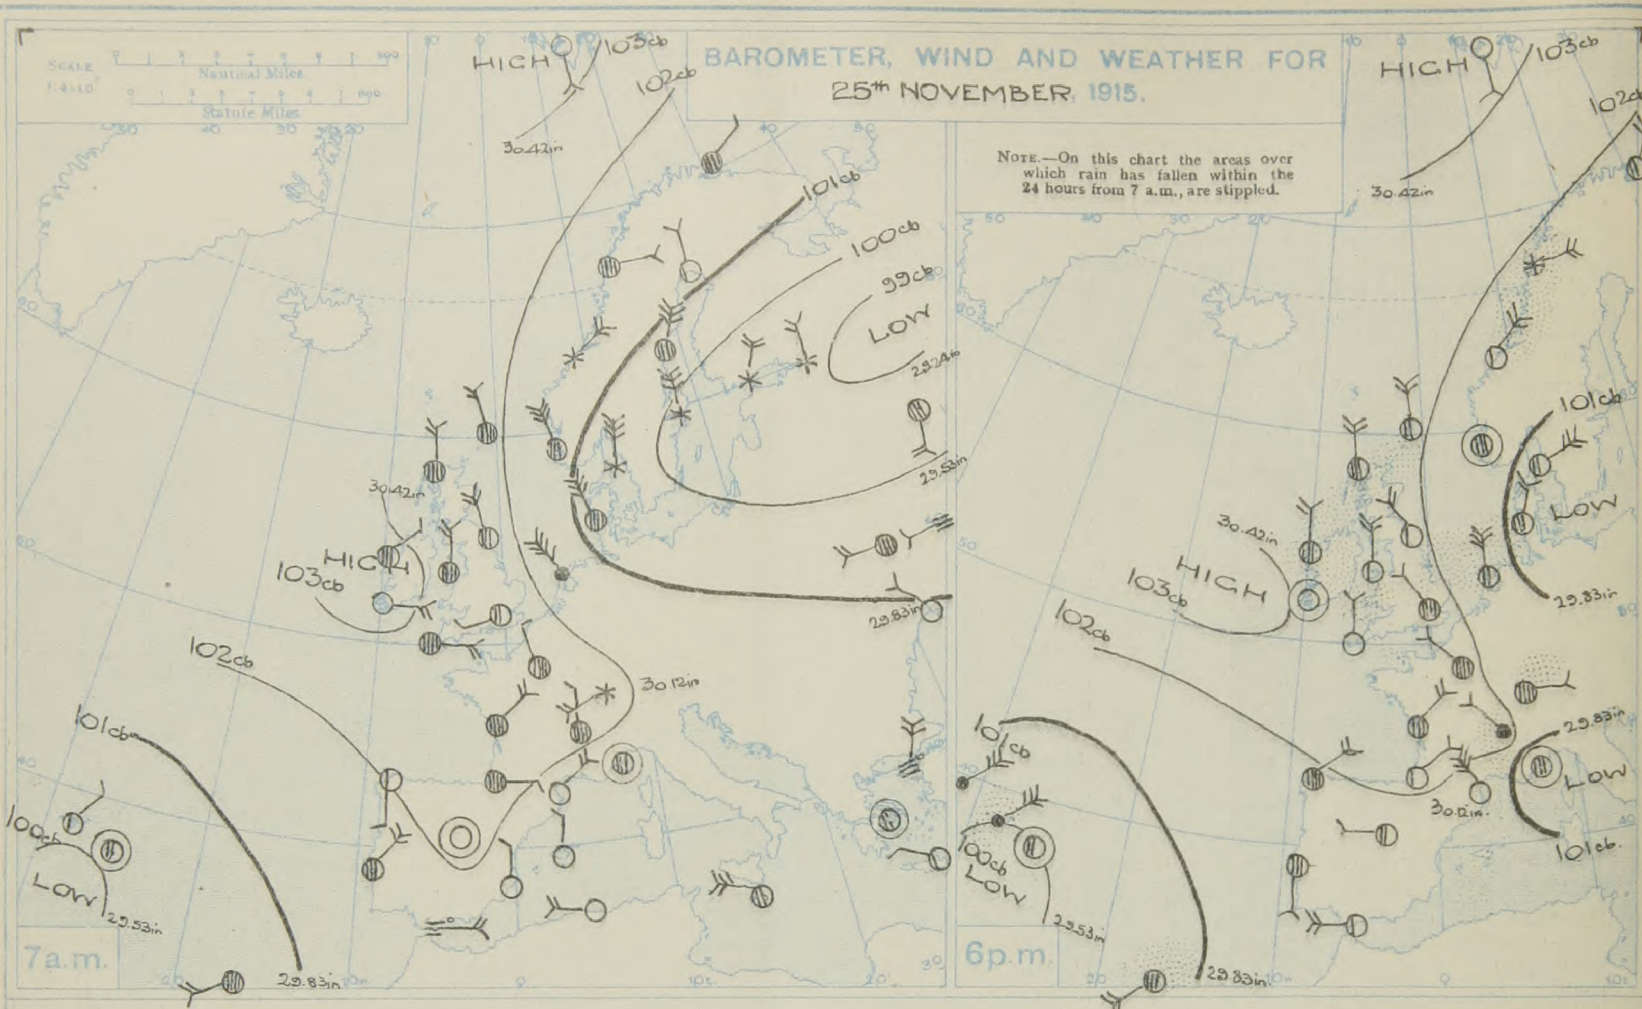 SCALE
Nautical Miles
Statute Miles
BAROMETER, WIND AND WEATHER FOR
25th NOVEMBER, 1915.
NOTE.—On this chart the areas over
which rain has fallen within the
24 hours from 7 a.m., are stippled.
HIGH
103cb
102cb
30.42in
101cb
100cb
99cb
LOW
29.24in
29.53in
30.42in
HIGH
103cb
29.83in
102cb
30.12in
101cb
100cb
LOW
29.53in
29.83in
7a.m.
HIGH
103cb
102cb
30.42in
101cb
LOW
29.83in
30.42in
HIGH
103cb
102cb
29.83in
LOW
101cb
30.12in.
101cb.
100cb
LOW
29.53in
29.83in
6p.m.